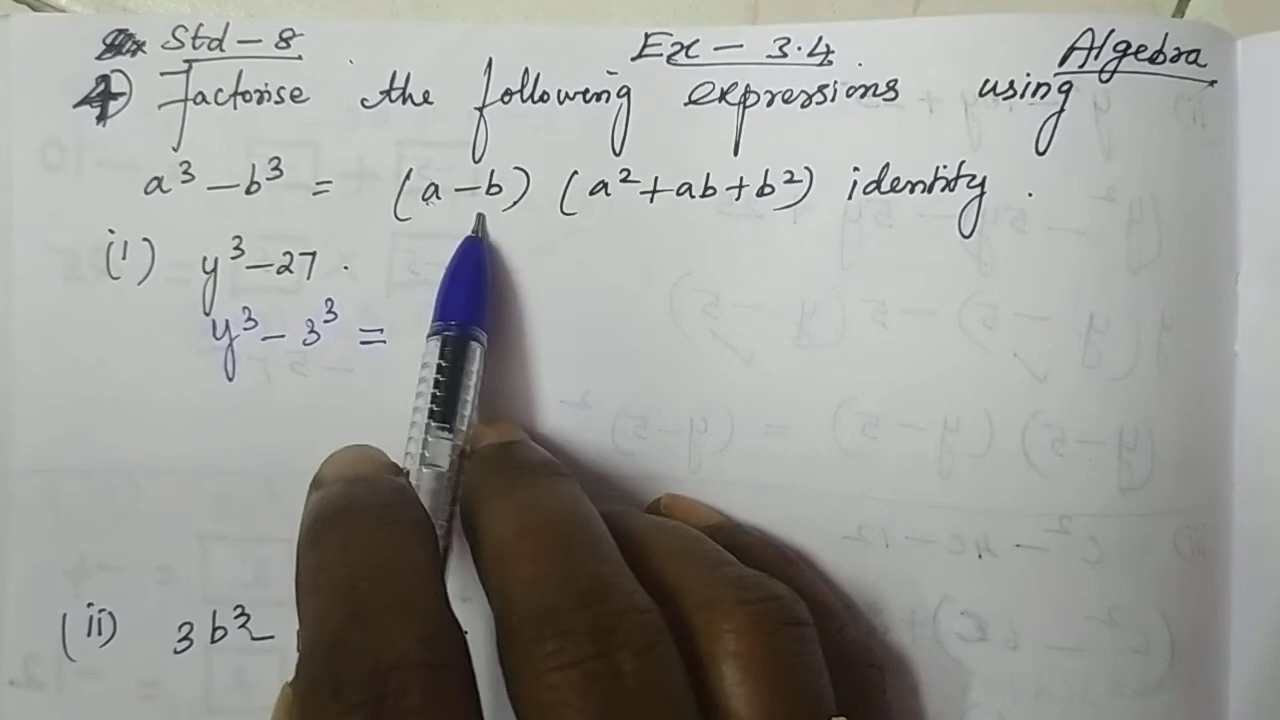 Std - 8 Ex - 3.4 Algebra
4) Factorise the following expressions using
a³ - b³ = (a - b) (a² + ab + b²) identity.
(i) y³ - 27.
y³ - 3³ =
(ii) 3b³ -